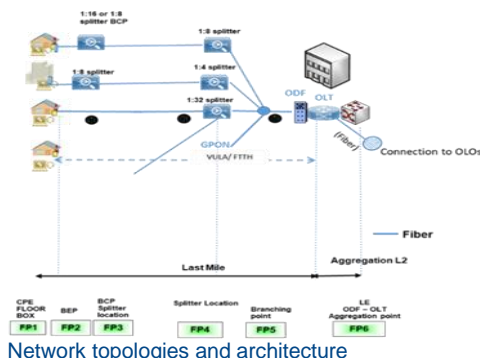 1:16 or 1:8
splitter BCP
1:8 splitter
1:8 splitter
1:4 splitter
1:32 splitter
ODF
OLT
GPON
(Fiber)
Connection to OLOs
VULA/ FTTH
Fiber
Last Mile
Aggregation L2
CPE
FLOOR
BOX
BEP
BCP
Splitter
location
Splitter Location
Branching
point
LE
ODF – OLT
Aggregation point
FP1
FP2
FP3
FP4
FP5
FP6
Network topologies and architecture